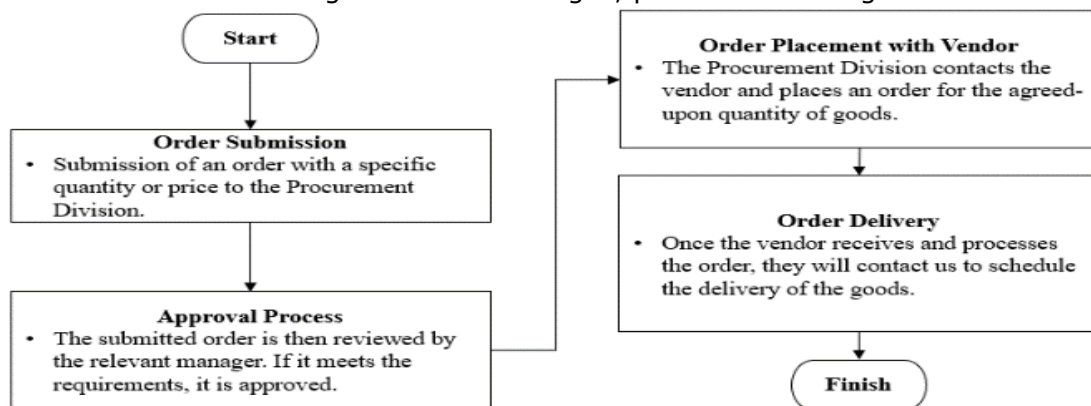 Start
Order Submission
• Submission of an order with a specific
quantity or price to the Procurement
Division.
Approval Process
• The submitted order is then reviewed by
the relevant manager. If it meets the
requirements, it is approved.
Order Placement with Vendor
• The Procurement Division contacts the
vendor and places an order for the agreed-
upon quantity of goods.
Order Delivery
• Once the vendor receives and processes
the order, they will contact us to schedule
the delivery of the goods.
Finish